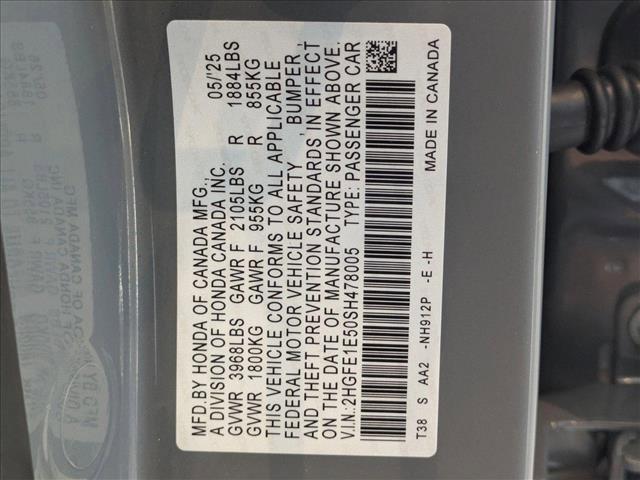 MFD.BY HONDA OF CANADA MFG., 05/'25
A DIVISION OF HONDA CANADA INC.
GVWR 3968LBS GAWR F 2105LBS R 1884LBS
GVWR 1800KG GAWR F 955KG R 855KG
THIS VEHICLE CONFORMS TO ALL APPLICABLE
FEDERAL MOTOR VEHICLE SAFETY , BUMPER ,
AND THEFT PREVENTION STANDARDS IN EFFECT
ON THE DATE OF MANUFACTURE SHOWN ABOVE.
V.I.N.:2HGFE1E50SH478005 TYPE: PASSENGER CAR
T38 S AA2 -NH912P -E -H MADE IN CANADA